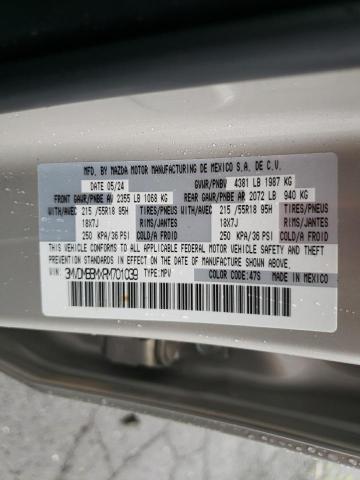 MFD. BY MAZDA MOTOR MANUFACTURING DE MEXICO S.A. DE C.V.
DATE 05/24 GVWR/PNBV 4381 LB 1987 KG
FRONT GAWR/PNBE AV 2355 LB 1068 KG REAR GAWR/PNBE AR 2072 LB 940 KG
WITH/AVEC 215 /55R18 95H TIRES/PNEUS WITH/AVEC 215 /55R18 95H TIRES/PNEUS
18X7J RIMS/JANTES 18X7J RIMS/JANTES
250 KPA/36 PSI COLD/A FROID 250 KPA/36 PSI COLD/A FROID
THIS VEHICLE CONFORMS TO ALL APPLICABLE FEDERAL MOTOR VEHICLE SAFETY, BUMPER,
AND THEFT PREVENTION STANDARDS IN EFFECT ON THE DATE OF MANUFACTURE SHOWN ABOVE.
VIN: TYPE:MPV COLOR CODE:47S MADE IN MEXICO